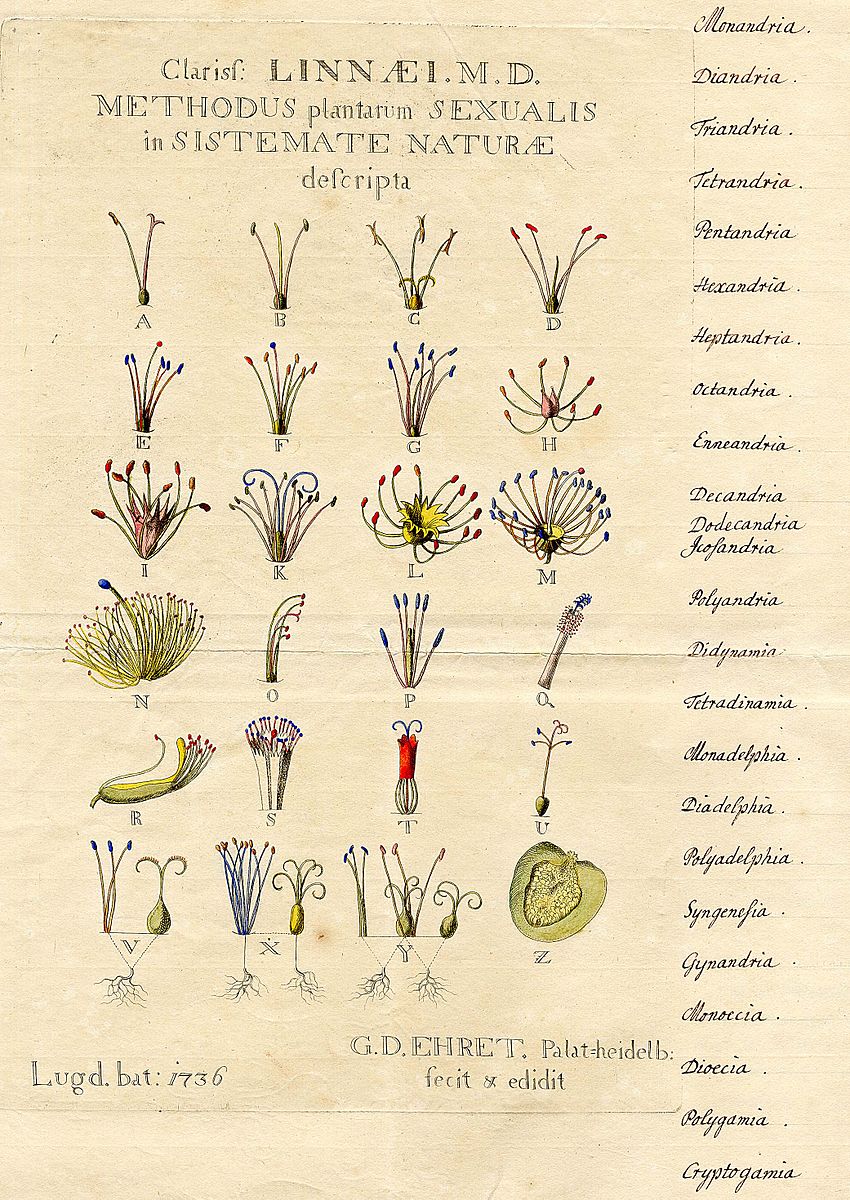 Clarisſ: LINNÆI.M.D.
METHODUS plantarum SEXUALIS
in SISTEMATE NATURÆ
deſcripta
A B C D
E F G H
I K L M
N O P Q
R S T U
V X Y Z
Lugd. bat: 1736
G.D.EHRET. Palat=heidelb:
fecit & edidit
Monandria.
Diandria.
Triandria.
Tetrandria.
Pentandria
Hexandria.
Heptandria.
Octandria.
Enneandria.
Decandria
Dodecandria
Jcoſandria
Polyandria
Didynamia
Tetradinamia.
Monadelphia.
Diadelphia.
Polyadelphia.
Syngeneſia.
Gynandria.
Monoecia.
Dioecia.
Polygamia.
Cryptogamia